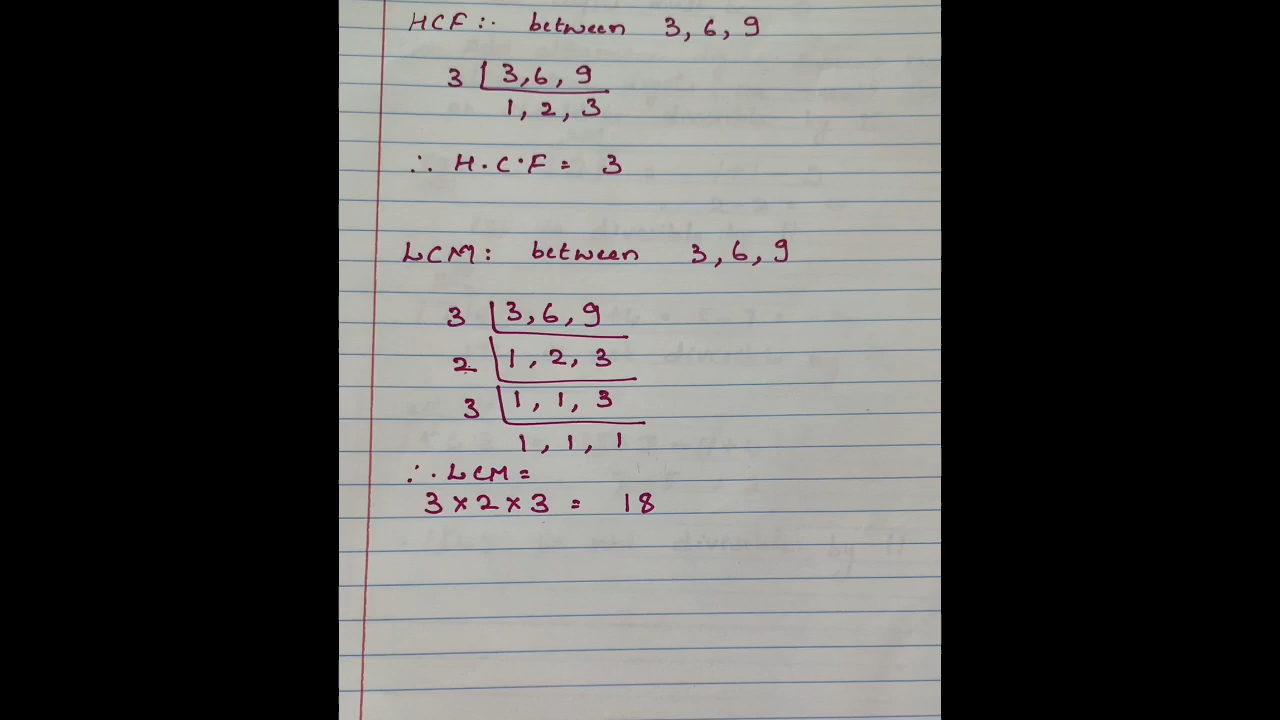 HCF:- between 3, 6, 9
3 | 3, 6, 9
1, 2, 3
∴ H.C.F = 3
LCM: between 3, 6, 9
3 | 3, 6, 9
2 | 1, 2, 3
3 | 1, 1, 3
1, 1, 1
∴ LCM =
3 × 2 × 3 = 18